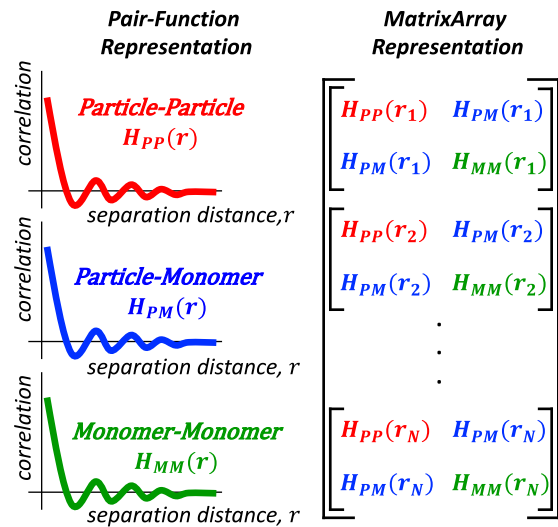 Pair-Function
Representation
correlation
Particle-Particle
H_PP(r)
separation distance,r
correlation
Particle-Monomer
H_PM(r)
separation distance, r
correlation
Monomer-Monomer
H_MM(r)
separation distance, r
MatrixArray
Representation
H_PP(r_1) H_PM(r_1)
H_PM(r_1) H_MM(r_1)
H_PP(r_2) H_PM(r_2)
H_PM(r_2) H_MM(r_2)
.
.
.
H_PP(r_N) H_PM(r_N)
H_PM(r_N) H_MM(r_N)